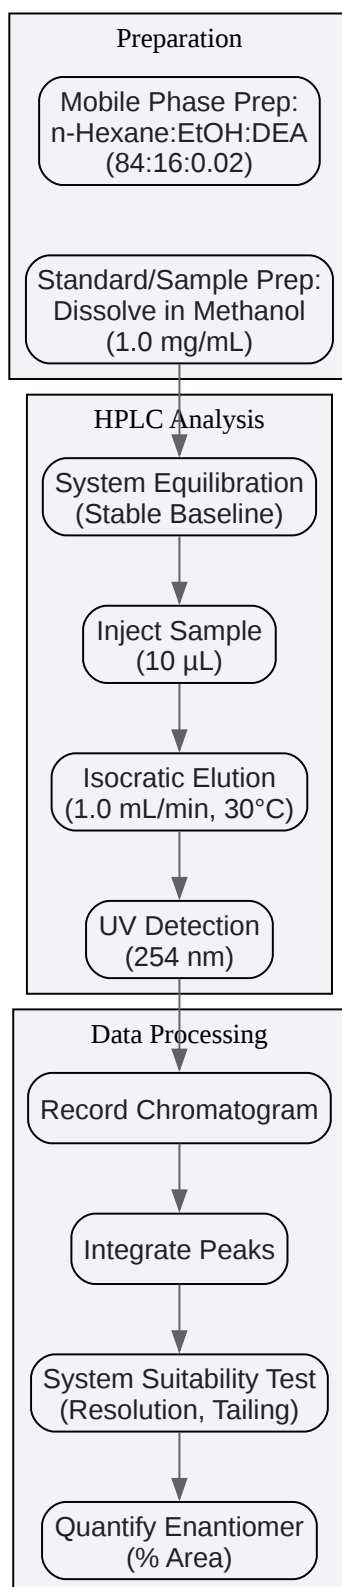 Preparation
Mobile Phase Prep:
n-Hexane:EtOH:DEA
(84:16:0.02)
Standard/Sample Prep:
Dissolve in Methanol
(1.0 mg/mL)
HPLC Analysis
System Equilibration
(Stable Baseline)
Inject Sample
(10 µL)
Isocratic Elution
(1.0 mL/min, 30°C)
UV Detection
(254 nm)
Data Processing
Record Chromatogram
Integrate Peaks
System Suitability Test
(Resolution, Tailing)
Quantify Enantiomer
(% Area)